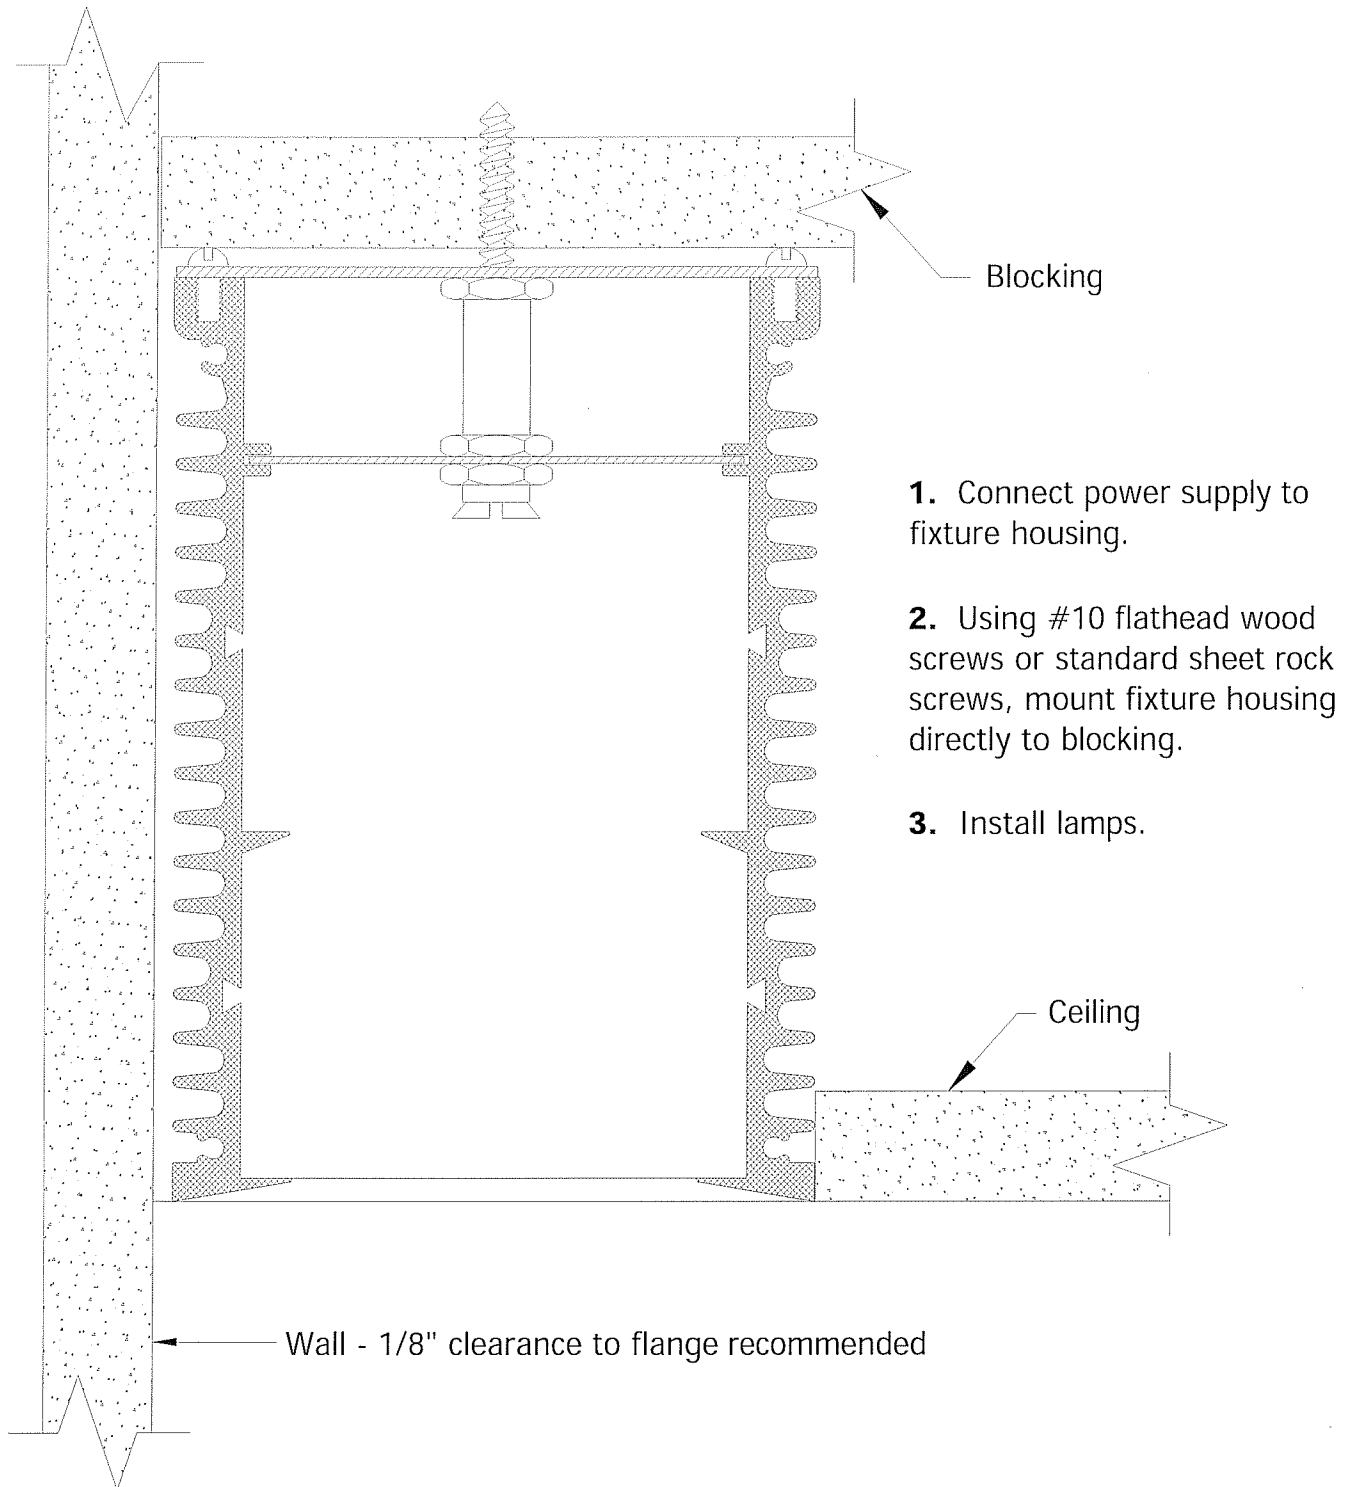 Blocking
1. Connect power supply to
fixture housing.
2. Using #10 flathead wood
screws or standard sheet rock
screws, mount fixture housing
directly to blocking.
3. Install lamps.
Ceiling
Wall - 1/8" clearance to flange recommended